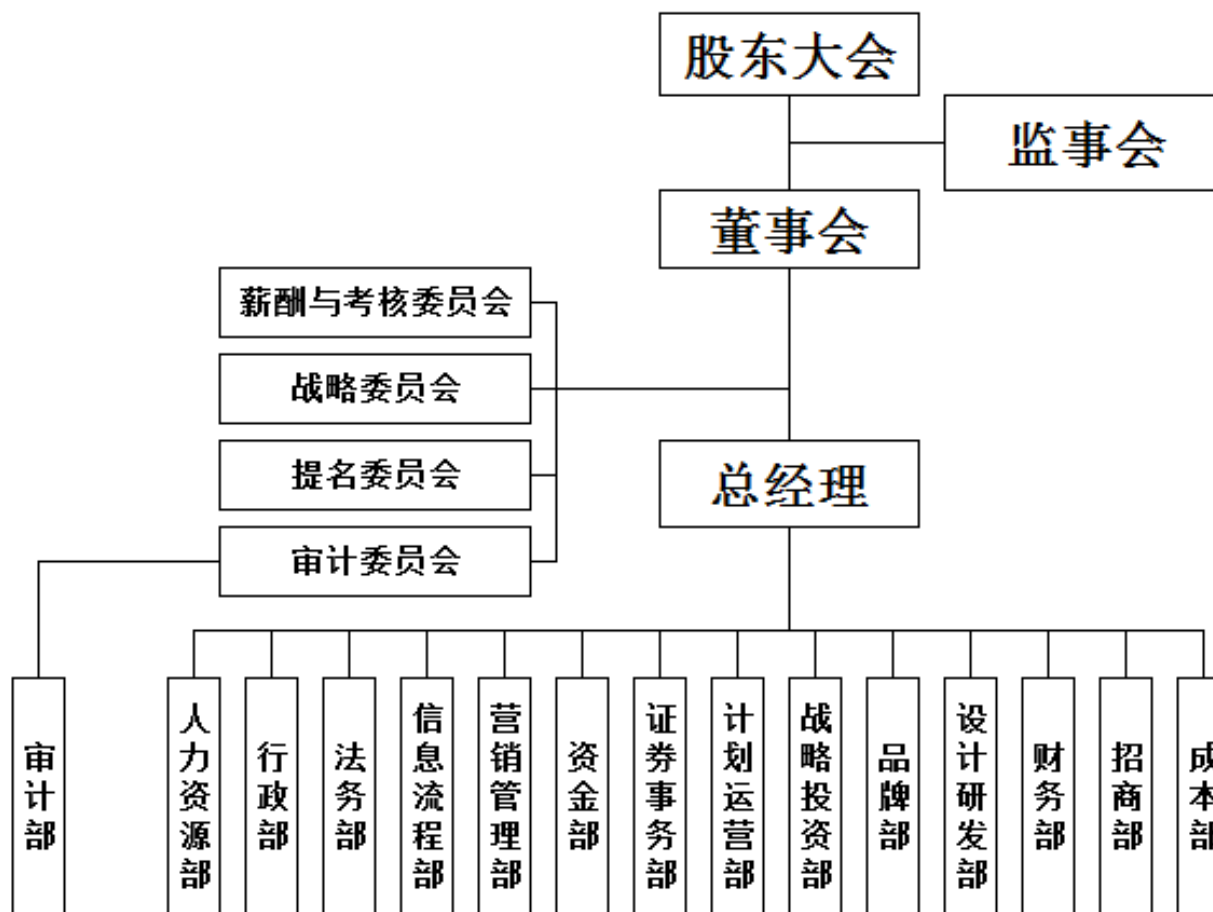 股东大会
监事会
董事会
薪酬与考核委员会
战略委员会
提名委员会
总经理
审计委员会
审计部
人力资源部
行政部
法务部
信息流程部
营销管理部
资金部
证券事务部
计划运营部
战略投资部
品牌部
设计研发部
财务部
招商部
成本部